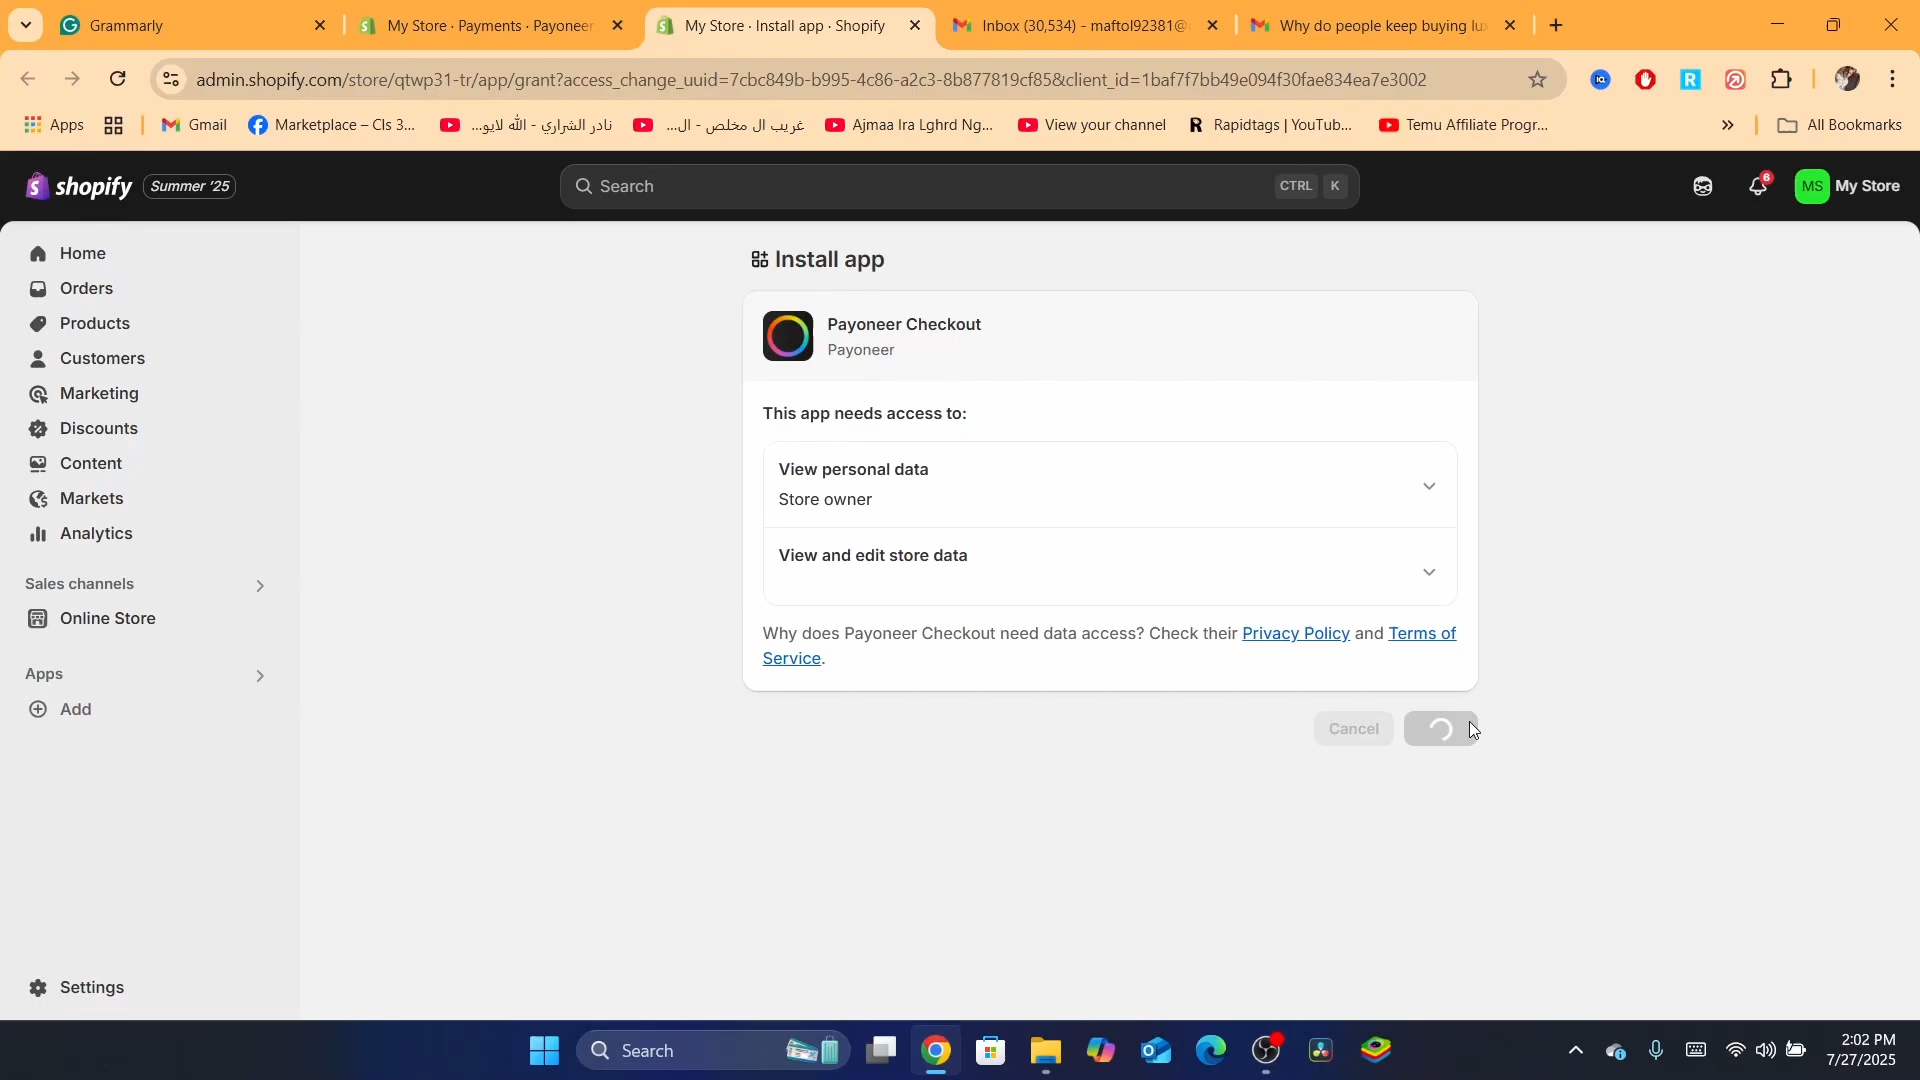 Grammarly
My Store · Payments · Payoneer
My Store · Install app · Shopify
Inbox (30,534) - maftol92381@
Why do people keep buying lux
admin.shopify.com/store/qtwp31-tr/app/grant?access_change_uuid=7cbc849b-b995-4c86-a2c3-8b877819cf85&client_id=1baf7f7bb49e094f30fae834ea7e3002
Apps
Gmail
Marketplace – Cls 3...
نادر الشراري - الله لايو...
غريب ال مخلص - ال...
Ajmaa Ira Lghrd Ng...
View your channel
Rapidtags | YouTub...
Temu Affiliate Progr...
All Bookmarks
shopify
Summer '25
Search
CTRL K
6
MS
My Store
Home
Orders
Products
Customers
Marketing
Discounts
Content
Markets
Analytics
Sales channels
Online Store
Apps
Add
Settings
Install app
Payoneer Checkout
Payoneer
This app needs access to:
View personal data
Store owner
View and edit store data
Why does Payoneer Checkout need data access? Check their Privacy Policy and Terms of
Service.
Cancel
Search
2:02 PM
7/27/2025